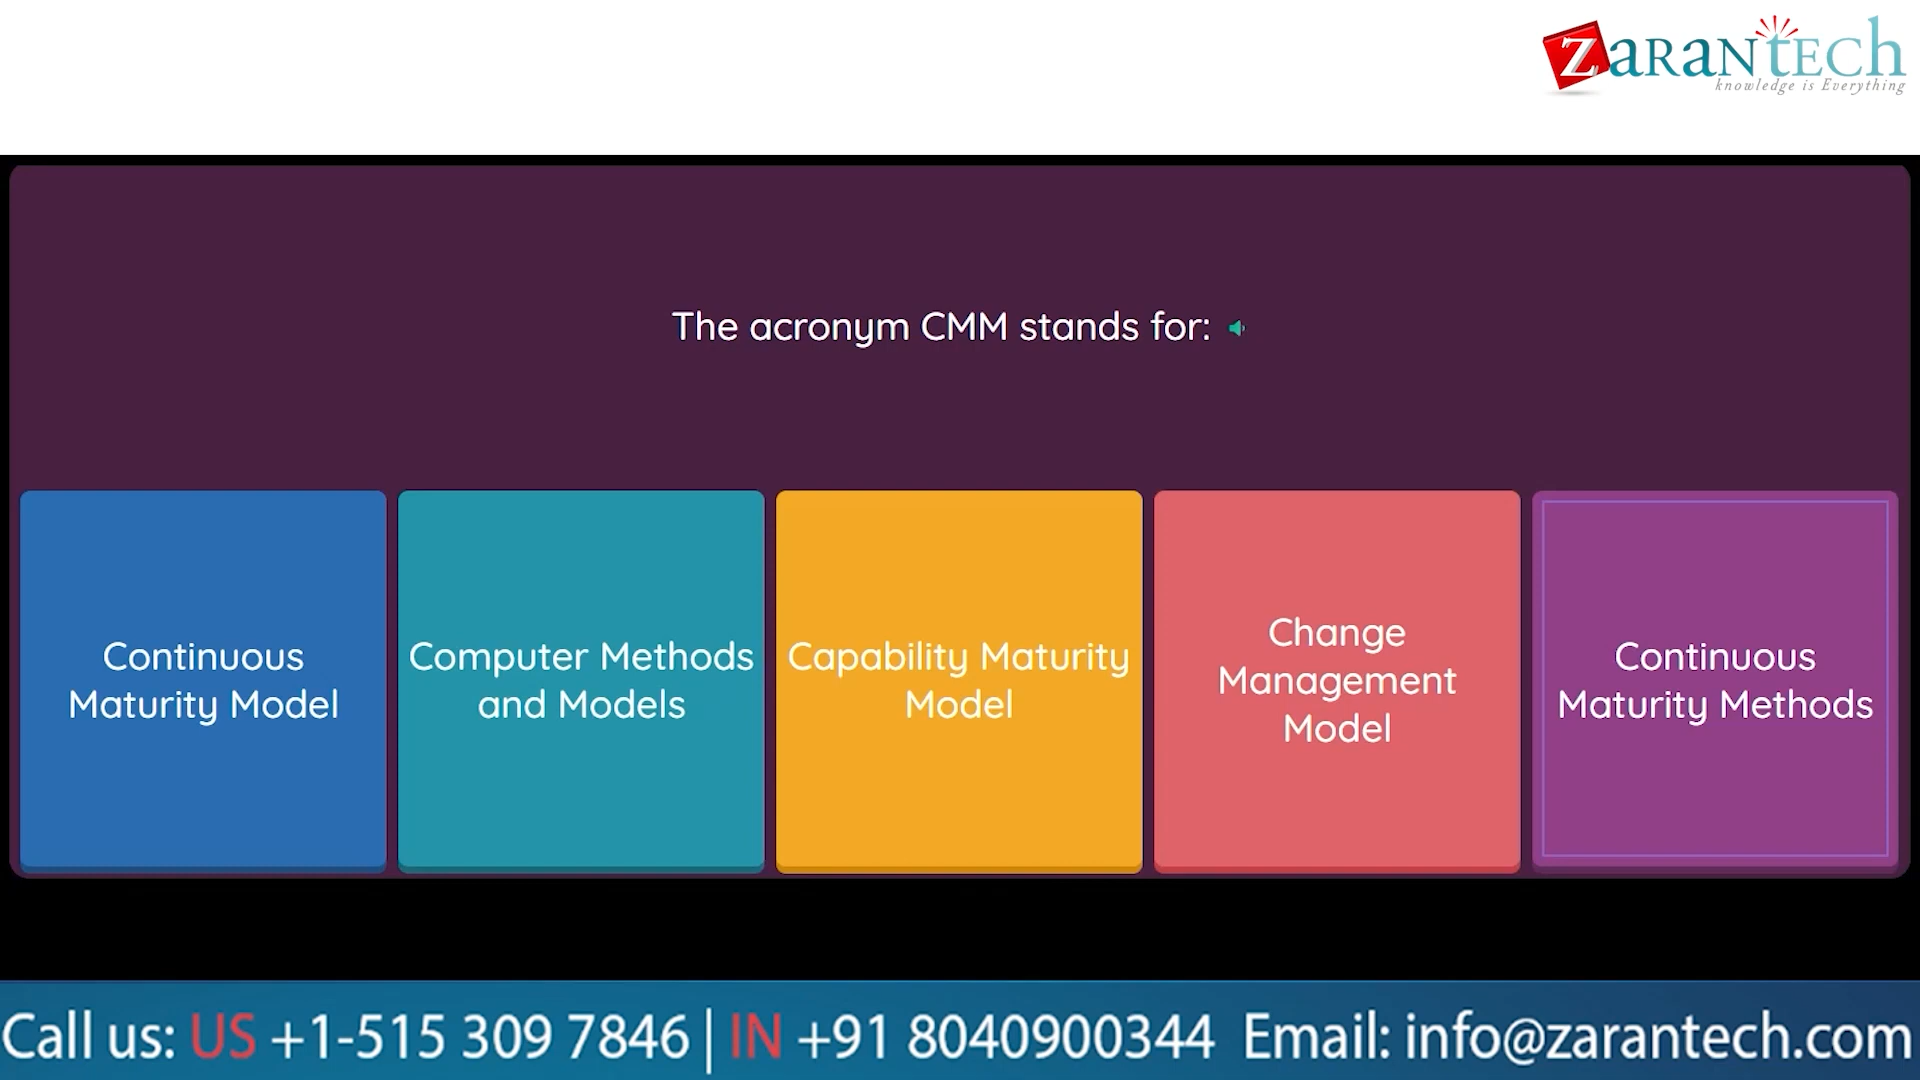 ZaranTech
knowledge is Everything
The acronym CMM stands for:
Continuous
Maturity Model
Computer Methods
and Models
Capability Maturity
Model
Change
Management
Model
Continuous
Maturity Methods
Call us: US +1-515 309 7846 | IN +91 8040900344 Email: info@zarantech.com